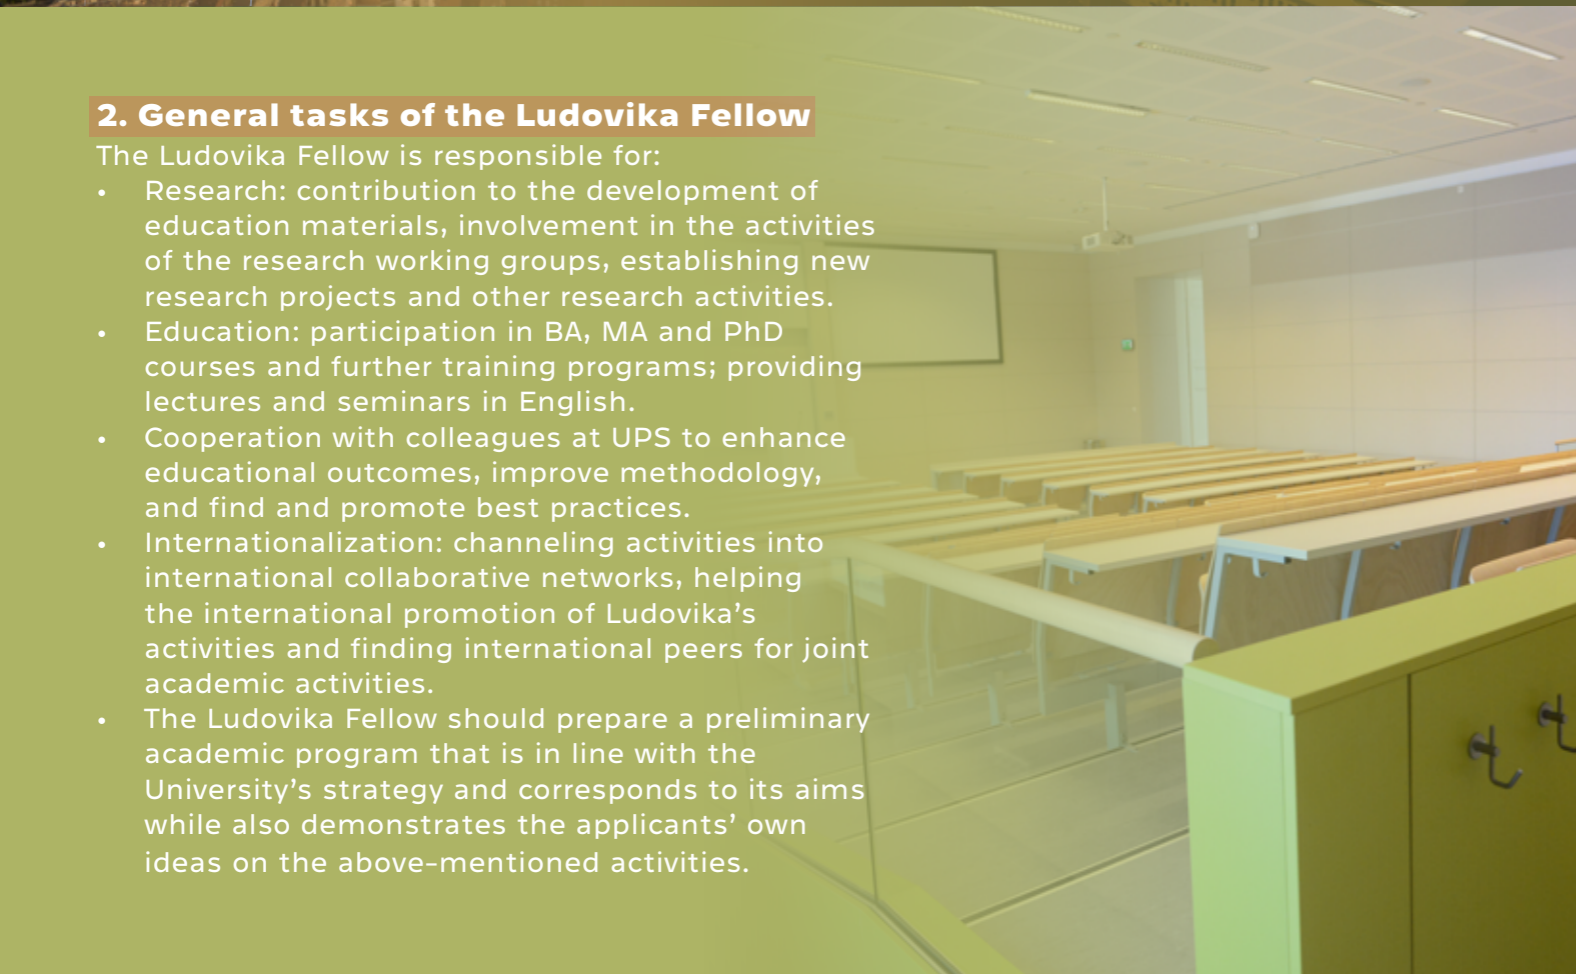 2. General tasks of the Ludovika Fellow
The Ludovika Fellow is responsible for:
• Research: contribution to the development of
education materials, involvement in the activities
of the research working groups, establishing new
research projects and other research activities.
• Education: participation in BA, MA and PhD
courses and further training programs; providing
lectures and seminars in English.
• Cooperation with colleagues at UPS to enhance
educational outcomes, improve methodology,
and find and promote best practices.
• Internationalization: channeling activities into
international collaborative networks, helping
the international promotion of Ludovika’s
activities and finding international peers for joint
academic activities.
• The Ludovika Fellow should prepare a preliminary
academic program that is in line with the
University’s strategy and corresponds to its aims
while also demonstrates the applicants’ own
ideas on the above-mentioned activities.